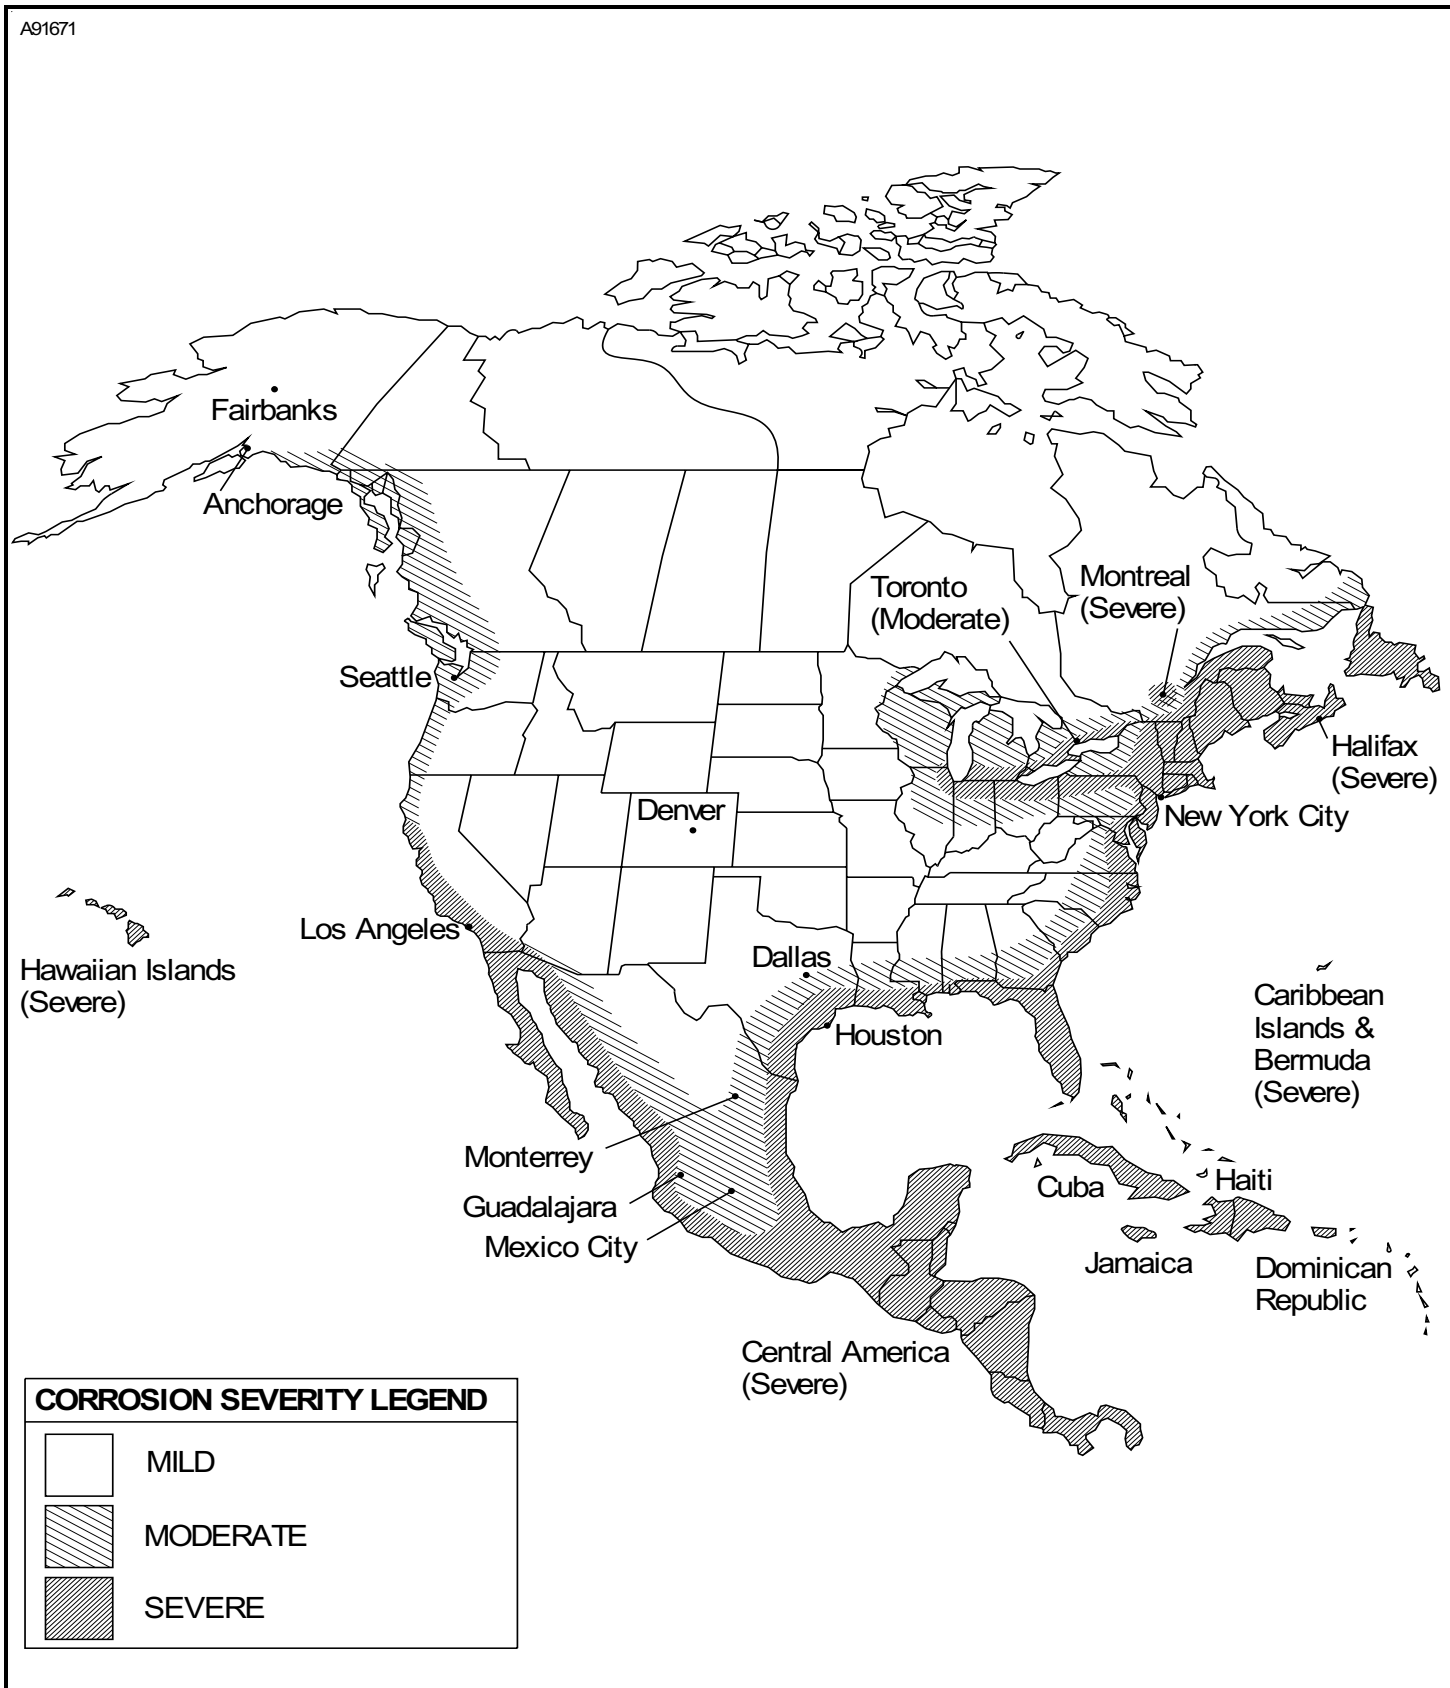 A91671
Fairbanks
Anchorage
Toronto
(Moderate)
Montreal
(Severe)
Seattle
Halifax
(Severe)
New York City
Denver
Los Angeles
Hawaiian Islands
(Severe)
Dallas
Houston
Caribbean
Islands &
Bermuda
(Severe)
Monterrey
Guadalajara
Mexico City
Cuba
Haiti
Jamaica
Dominican
Republic
Central America
(Severe)
CORROSION SEVERITY LEGEND
MILD
MODERATE
SEVERE